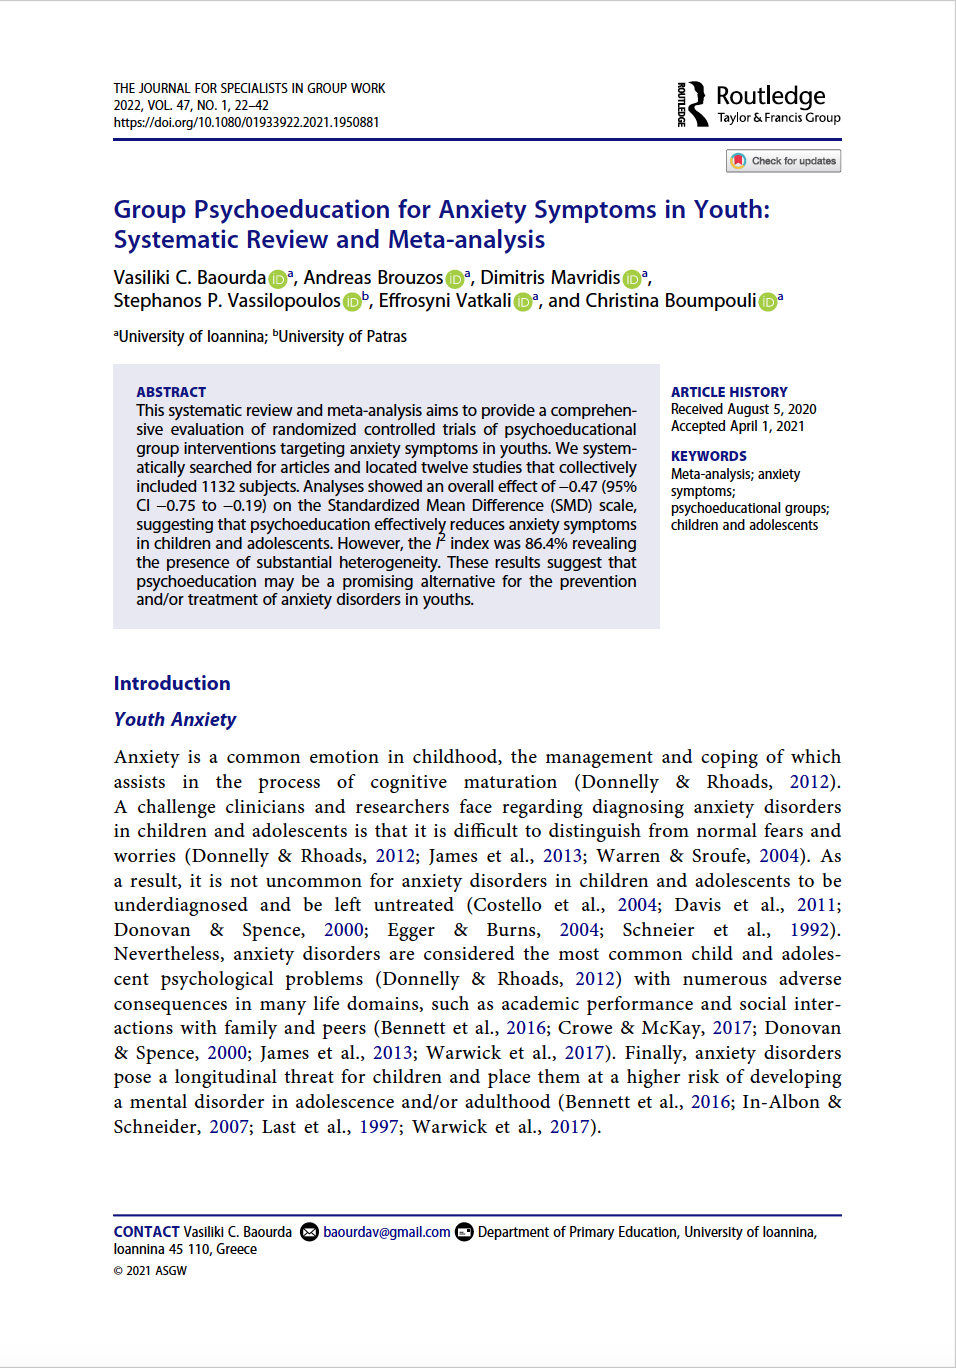 THE JOURNAL FOR SPECIALISTS IN GROUP WORK
2022, VOL. 47, NO. 1, 22–42
https://doi.org/10.1080/01933922.2021.1950881
ROUTLEDGE
Routledge
Taylor & Francis Group
Check for updates
Group Psychoeducation for Anxiety Symptoms in Youth:
Systematic Review and Meta-analysis
Vasiliki C. Baourda iD a, Andreas Brouzos iD a, Dimitris Mavridis iD a,
Stephanos P. Vassilopoulos iD b, Effrosyni Vatkali iD a, and Christina Boumpouli iD a
aUniversity of Ioannina; bUniversity of Patras
ABSTRACT
This systematic review and meta-analysis aims to provide a comprehen-
sive evaluation of randomized controlled trials of psychoeducational
group interventions targeting anxiety symptoms in youths. We system-
atically searched for articles and located twelve studies that collectively
included 1132 subjects. Analyses showed an overall effect of −0.47 (95%
CI −0.75 to −0.19) on the Standardized Mean Difference (SMD) scale,
suggesting that psychoeducation effectively reduces anxiety symptoms
in children and adolescents. However, the I2 index was 86.4% revealing
the presence of substantial heterogeneity. These results suggest that
psychoeducation may be a promising alternative for the prevention
and/or treatment of anxiety disorders in youths.
ARTICLE HISTORY
Received August 5, 2020
Accepted April 1, 2021
KEYWORDS
Meta-analysis; anxiety
symptoms;
psychoeducational groups;
children and adolescents
Introduction
Youth Anxiety
Anxiety is a common emotion in childhood, the management and coping of which
assists in the process of cognitive maturation (Donnelly & Rhoads, 2012).
A challenge clinicians and researchers face regarding diagnosing anxiety disorders
in children and adolescents is that it is difficult to distinguish from normal fears and
worries (Donnelly & Rhoads, 2012; James et al., 2013; Warren & Sroufe, 2004). As
a result, it is not uncommon for anxiety disorders in children and adolescents to be
underdiagnosed and be left untreated (Costello et al., 2004; Davis et al., 2011;
Donovan & Spence, 2000; Egger & Burns, 2004; Schneier et al., 1992).
Nevertheless, anxiety disorders are considered the most common child and adoles-
cent psychological problems (Donnelly & Rhoads, 2012) with numerous adverse
consequences in many life domains, such as academic performance and social inter-
actions with family and peers (Bennett et al., 2016; Crowe & McKay, 2017; Donovan
& Spence, 2000; James et al., 2013; Warwick et al., 2017). Finally, anxiety disorders
pose a longitudinal threat for children and place them at a higher risk of developing
a mental disorder in adolescence and/or adulthood (Bennett et al., 2016; In-Albon &
Schneider, 2007; Last et al., 1997; Warwick et al., 2017).
CONTACT Vasiliki C. Baourda baourdav@gmail.com Department of Primary Education, University of Ioannina,
Ioannina 45 110, Greece
© 2021 ASGW